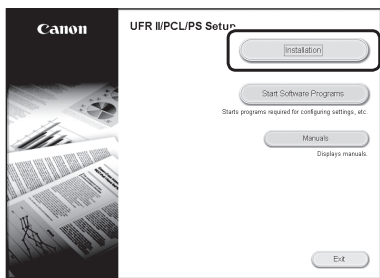 Canon
UFR II/PCL/PS Setup
Installation
Start Software Programs
Starts programs required for configuring settings, etc.
Manuals
Displays manuals.
Exit